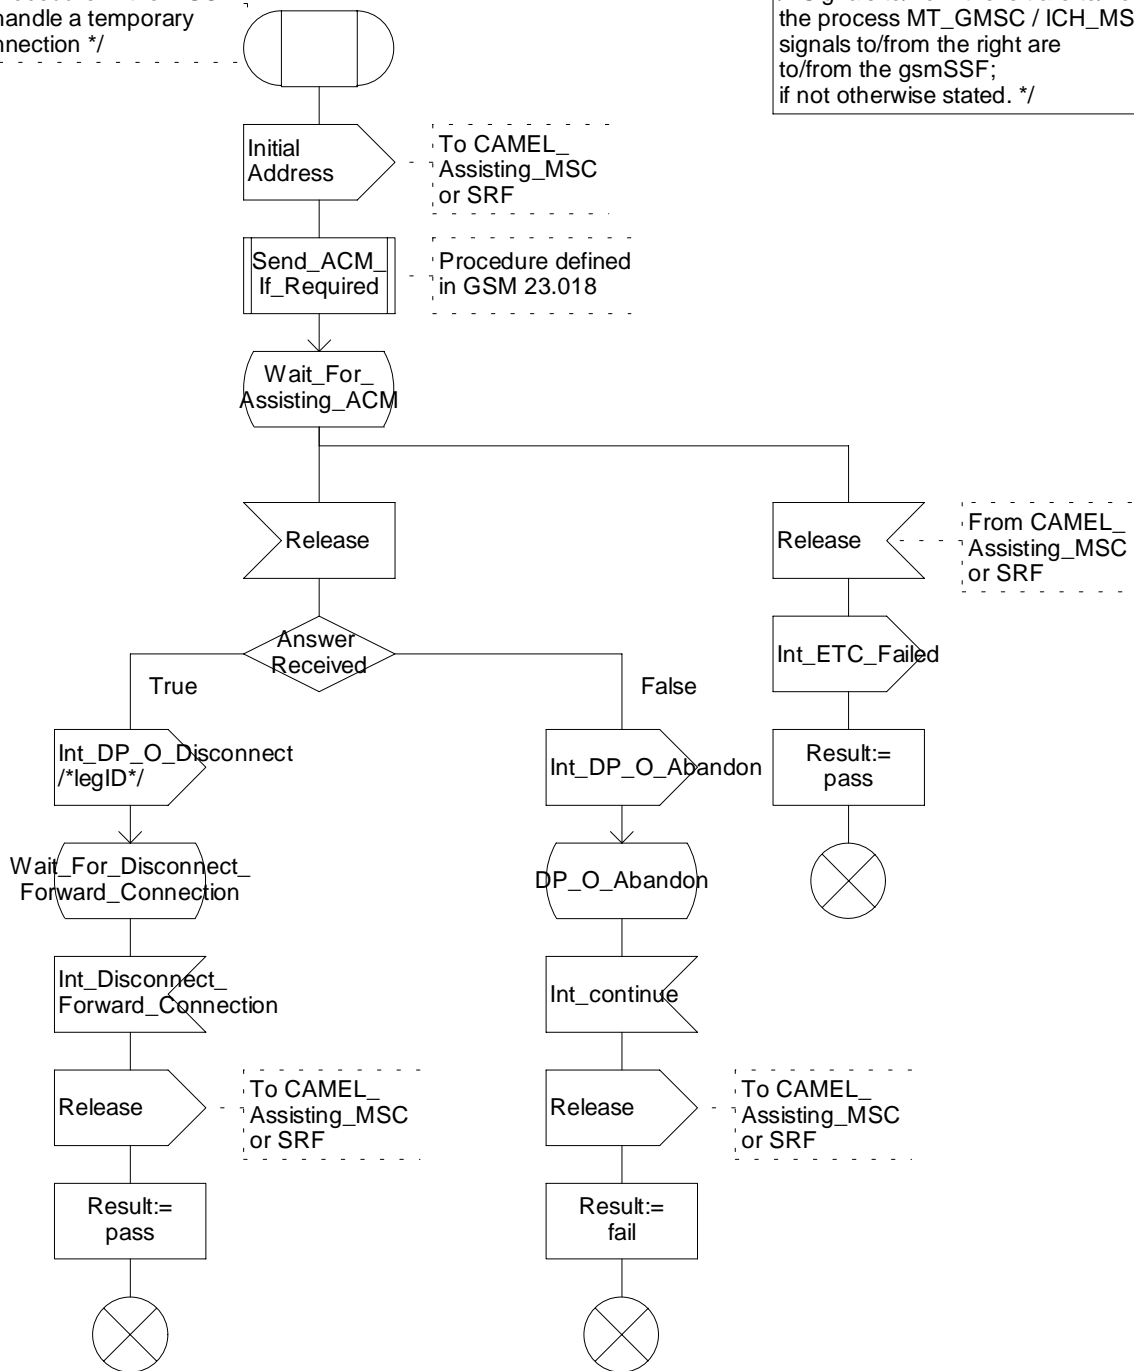 handle a temporary
connection */
the process MT_GMSC / ICH_MS
signals to/from the right are
to/from the gsmSSF;
if not otherwise stated. */
Initial
Address
To CAMEL_
Assisting_MSC
or SRF
Send_ACM_
If_Required
Procedure defined
in GSM 23.018
Wait_For_
Assisting_ACM
Release
Release
From CAMEL_
Assisting_MSC
or SRF
Answer
Received
Int_ETC_Failed
True
False
Int_DP_O_Disconnect
/*legID*/
Int_DP_O_Abandon
Result:=
pass
Wait_For_Disconnect_
Forward_Connection
DP_O_Abandon
Int_Disconnect_
Forward_Connection
Int_continue
Release
To CAMEL_
Assisting_MSC
or SRF
Release
To CAMEL_
Assisting_MSC
or SRF
Result:=
pass
Result:=
fail